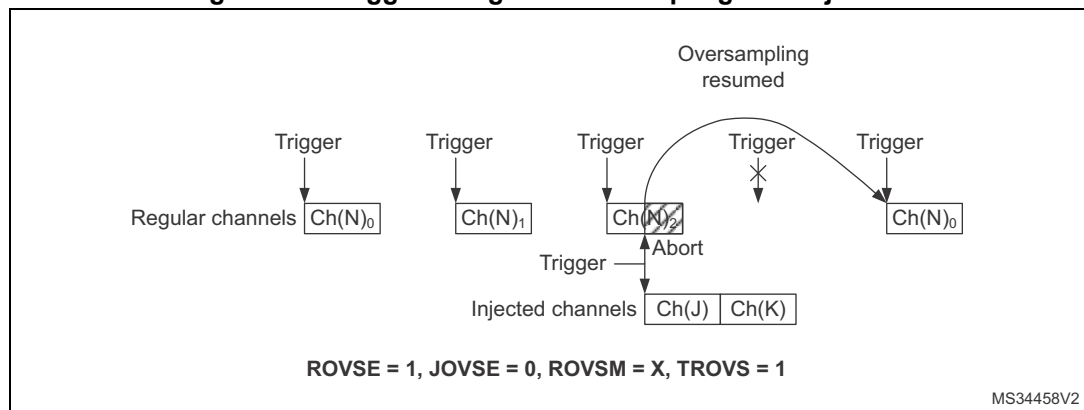 Oversampling
resumed
Trigger Trigger Trigger Trigger Trigger
Regular channels Ch(N)₀ Ch(N)₁ Ch(N)₂ Ch(N)₀
Abort
Trigger
Injected channels Ch(J) Ch(K)
ROVSE = 1, JOVSE = 0, ROVSM = X, TROVS = 1
MS34458V2